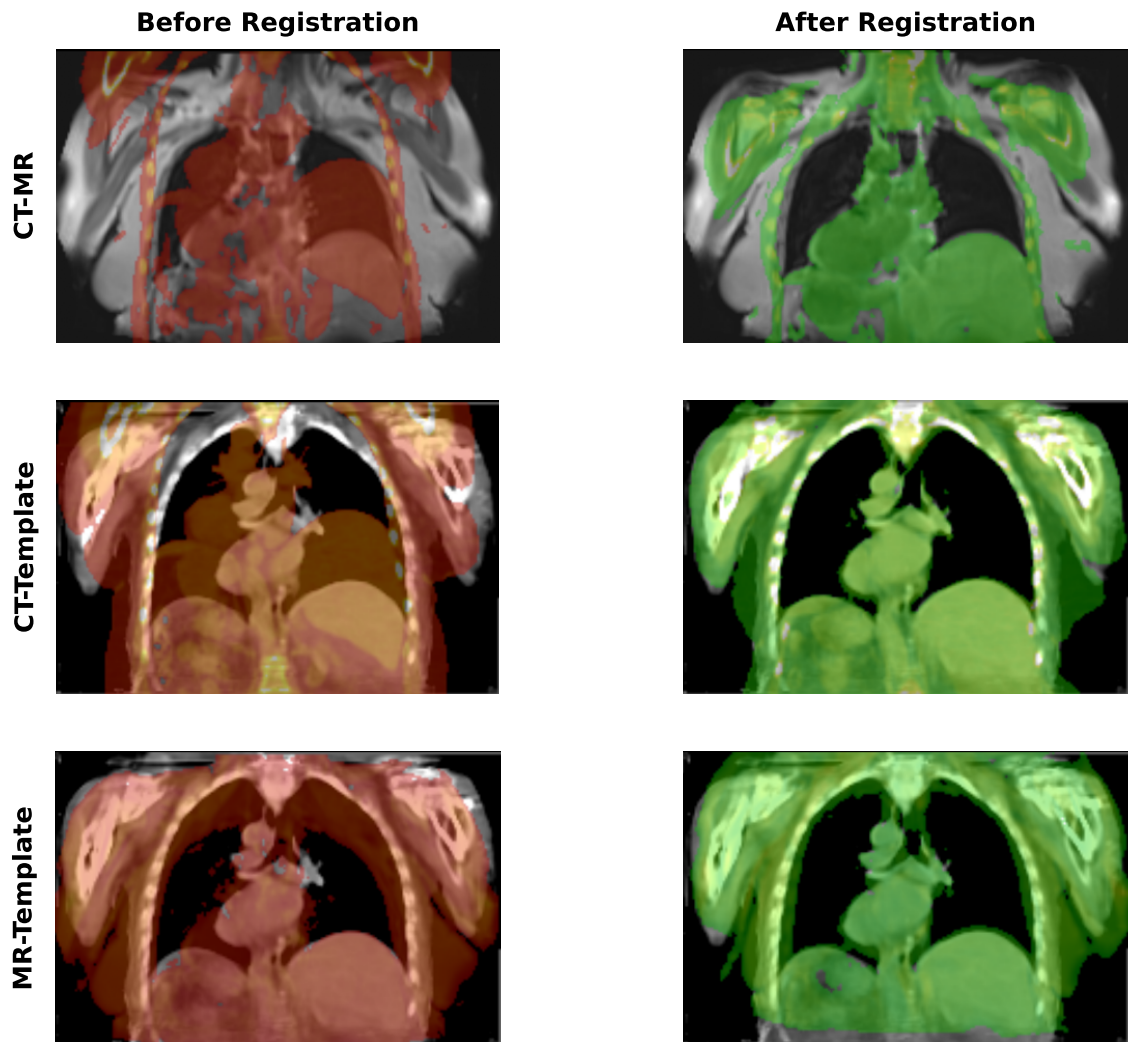 Before Registration
After Registration
CT-MR
CT-Template
MR-Template